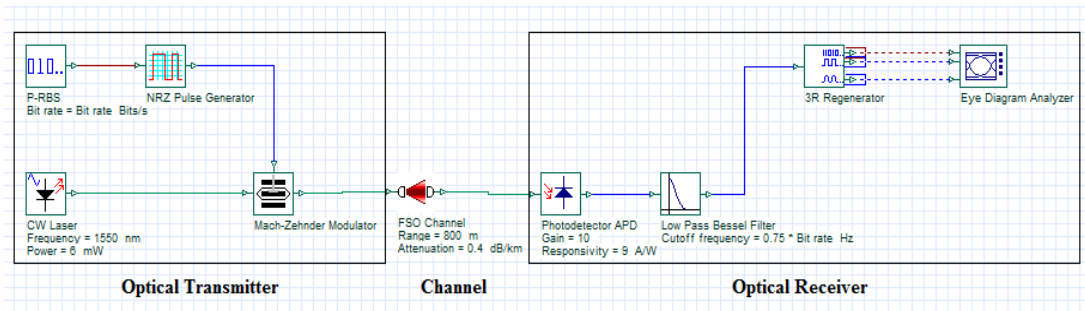 010..
P-RBS
Bit rate = Bit rate Bits/s
NRZ Pulse Generator
CW Laser
Frequency = 1550 nm
Power = 6 mW
Mach-Zehnder Modulator
FSO Channel
Range = 800 m
Attenuation = 0.4 dB/km
Photodetector APD
Gain = 10
Responsivity = 9 A/W
Low Pass Bessel Filter
Cutoff frequency = 0.75 * Bit rate Hz
3R Regenerator
Eye Diagram Analyzer
Optical Transmitter
Channel
Optical Receiver